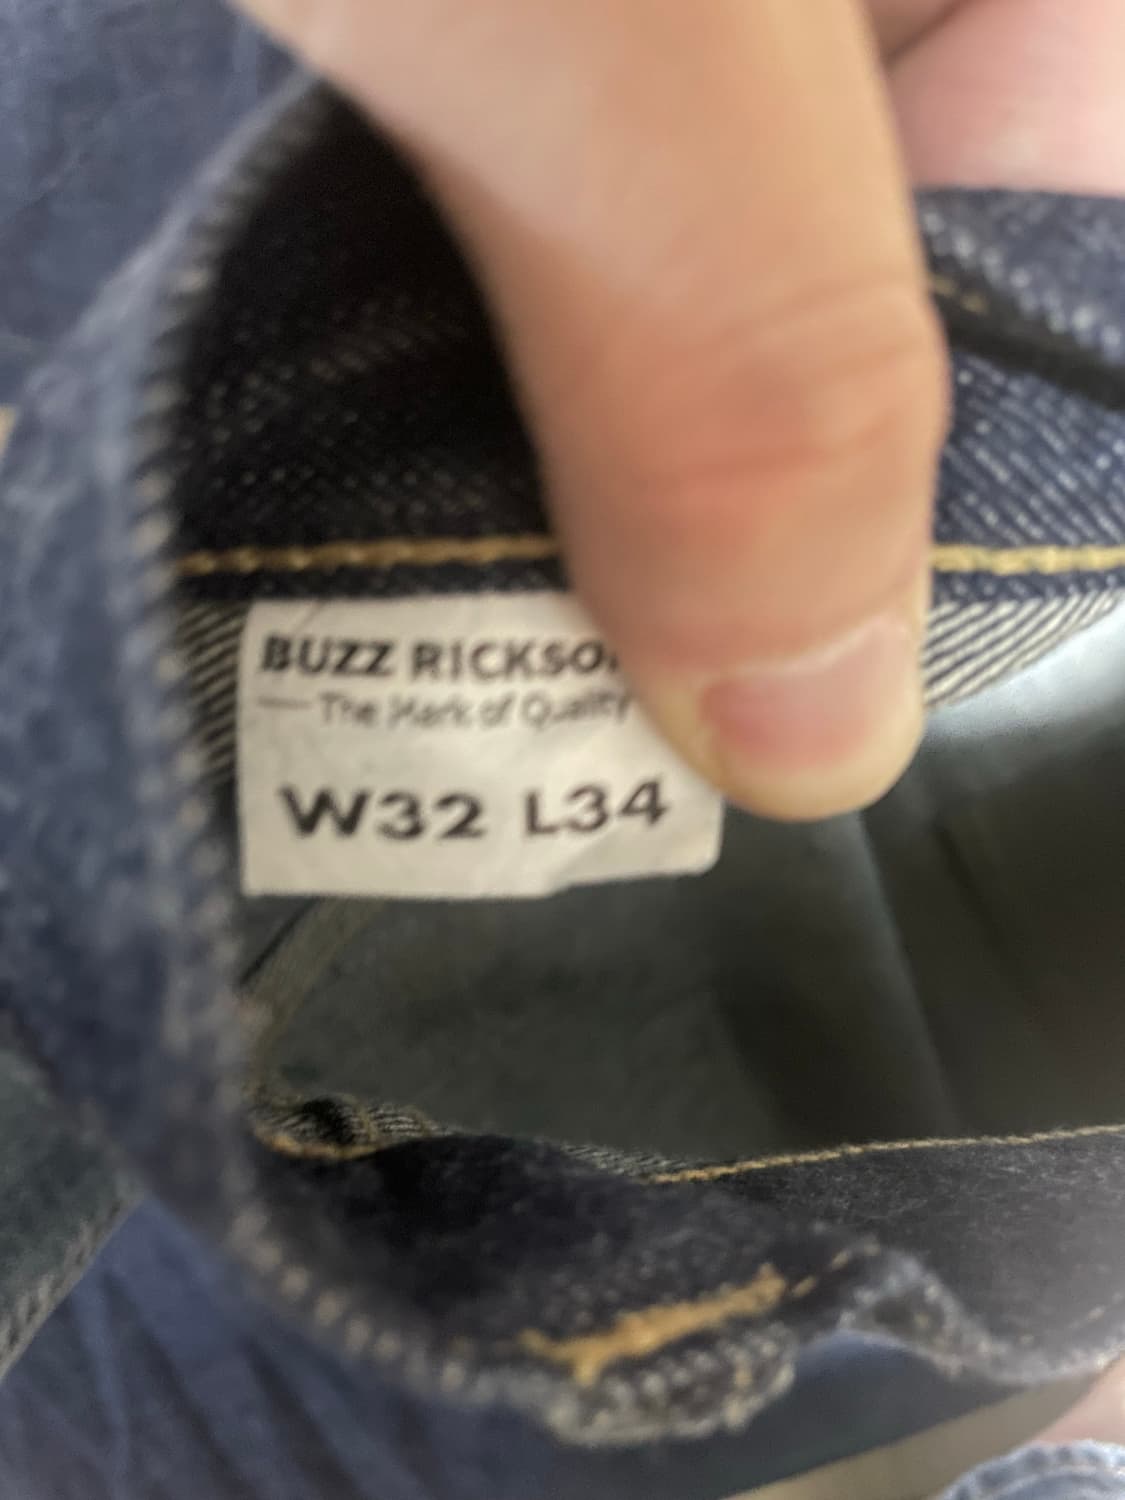 BUZZ RICKSO
— The Mark of Quality
W32 L34